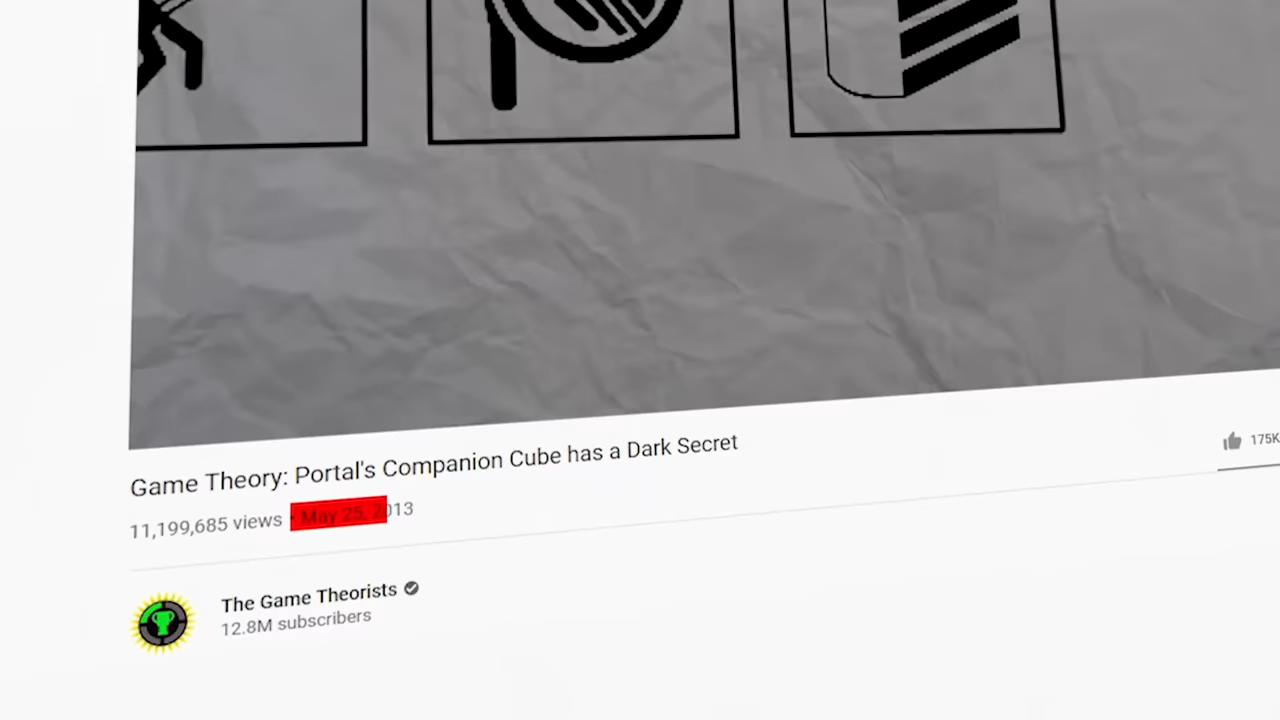 Game Theory: Portal's Companion Cube has a Dark Secret
175K
11,199,685 views • May 25, 2013
The Game Theorists
12.8M subscribers